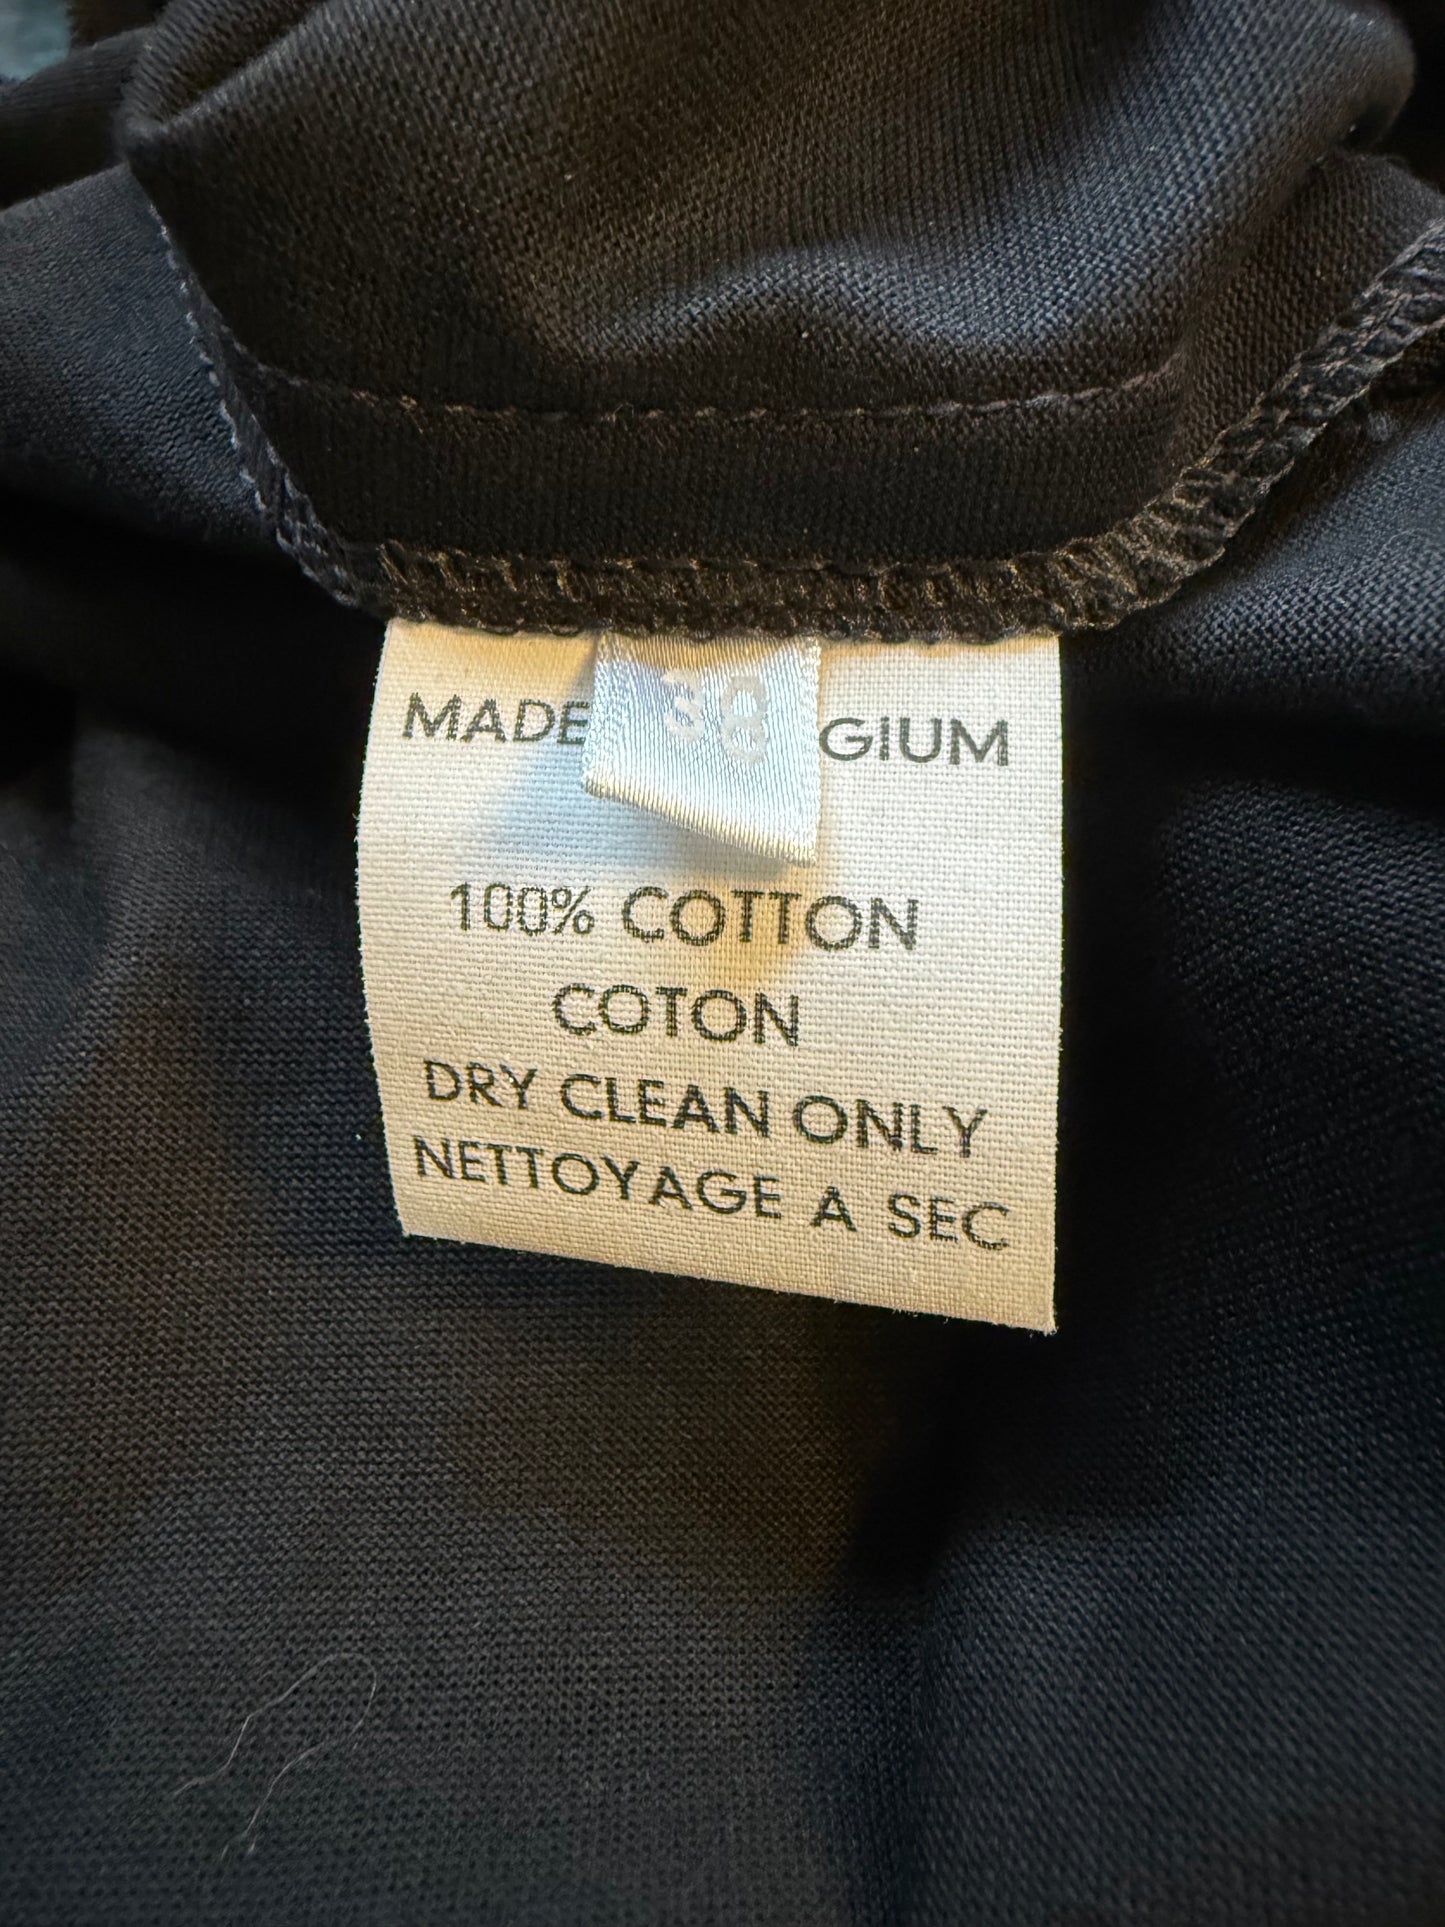 38
MADE GIUM
100% COTTON
COTON
DRY CLEAN ONLY
NETTOYAGE A SEC